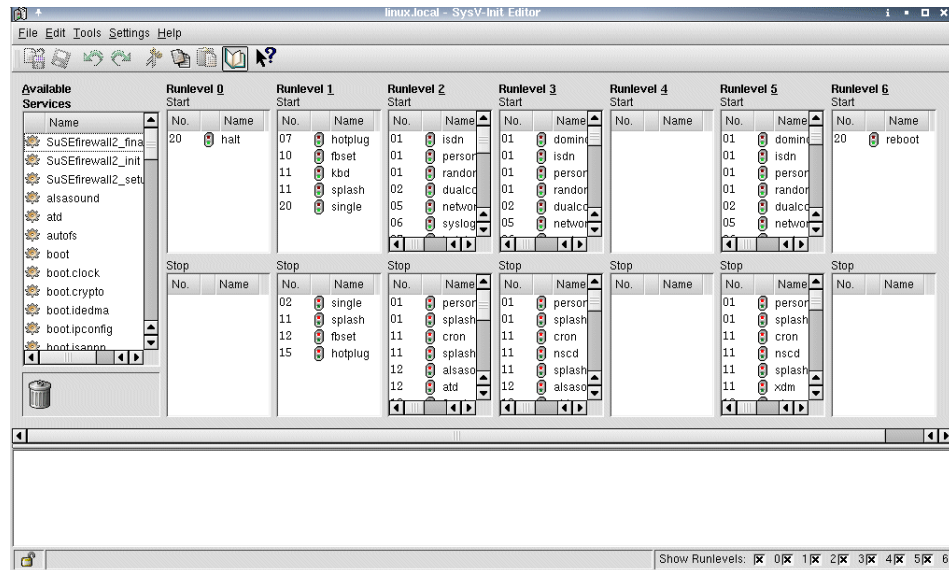 linux.local - SysV-Init Editor
File Edit Tools Settings Help
Available Services
Name
SuSEfirewall2_fina
SuSEfirewall2_init
SuSEfirewall2_setu
alsasound
atd
autofs
boot
boot.clock
boot.crypto
boot.idedma
boot.ipconfig
boot.isapnp
Runlevel 0
Start
No. Name
20 halt
Stop
No. Name
Runlevel 1
Start
No. Name
07 hotplug
10 fbset
11 kbd
11 splash
20 single
Stop
No. Name
02 single
11 splash
12 fbset
15 hotplug
Runlevel 2
Start
No. Name
01 isdn
01 person
01 randor
02 dualco
05 networ
06 syslog
Stop
No. Name
01 person
01 splash
11 cron
11 splash
12 alsaso
12 atd
Runlevel 3
Start
No. Name
01 domino
01 isdn
01 person
01 randor
02 dualco
05 networ
Stop
No. Name
01 person
01 splash
11 cron
11 nscd
11 splash
12 alsaso
Runlevel 4
Start
No. Name
Stop
No. Name
Runlevel 5
Start
No. Name
01 domino
01 isdn
01 person
01 randor
02 dualco
05 networ
Stop
No. Name
01 person
01 splash
11 cron
11 nscd
11 splash
11 xdm
Runlevel 6
Start
No. Name
20 reboot
Stop
No. Name
Show Runlevels: 0 1 2 3 4 5 6